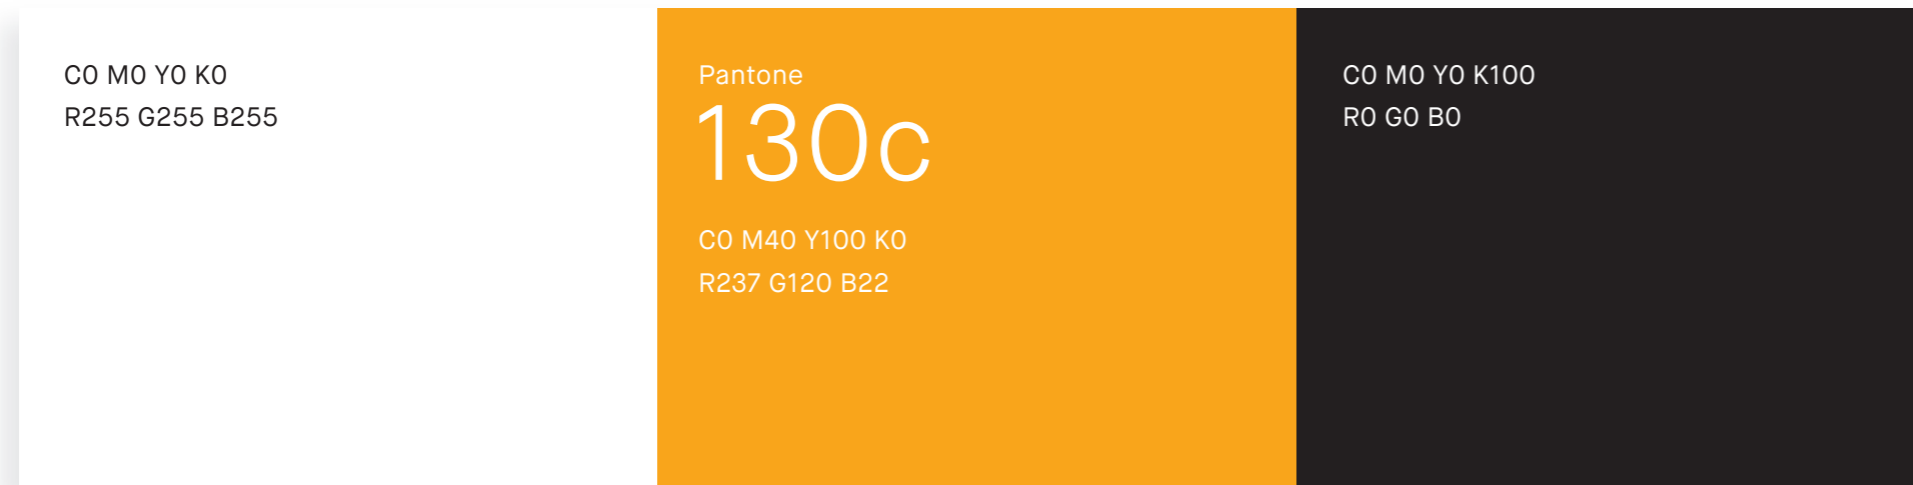 C0 M0 Y0 K0
R255 G255 B255
Pantone
130c
C0 M40 Y100 K0
R237 G120 B22
C0 M0 Y0 K100
R0 G0 B0